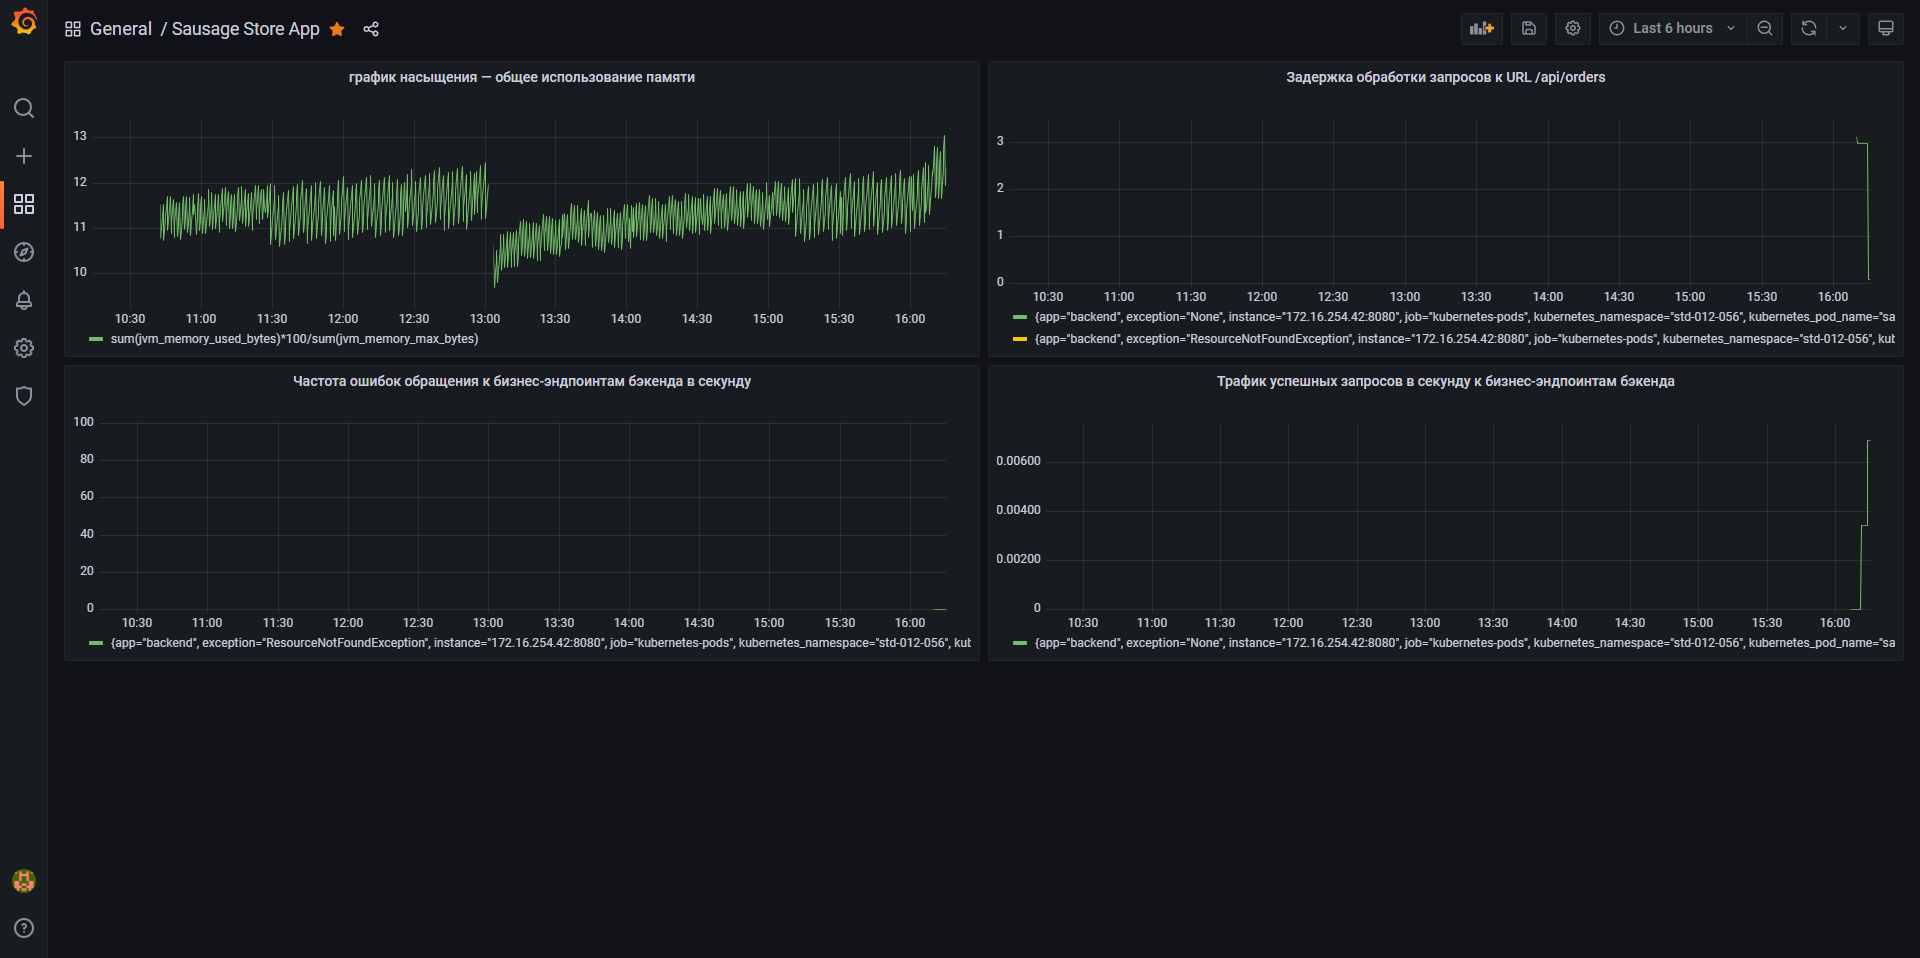 General / Sausage Store App
Last 6 hours
график насыщения — общее использование памяти
13
12
11
10
10:30 11:00 11:30 12:00 12:30 13:00 13:30 14:00 14:30 15:00 15:30 16:00
sum(jvm_memory_used_bytes)*100/sum(jvm_memory_max_bytes)
Задержка обработки запросов к URL /api/orders
3
2
1
0
10:30 11:00 11:30 12:00 12:30 13:00 13:30 14:00 14:30 15:00 15:30 16:00
{app="backend", exception="None", instance="172.16.254.42:8080", job="kubernetes-pods", kubernetes_namespace="std-012-056", kubernetes_pod_name="sa
{app="backend", exception="ResourceNotFoundException", instance="172.16.254.42:8080", job="kubernetes-pods", kubernetes_namespace="std-012-056", kub
Частота ошибок обращения к бизнес-эндпоинтам бэкенда в секунду
100
80
60
40
20
0
10:30 11:00 11:30 12:00 12:30 13:00 13:30 14:00 14:30 15:00 15:30 16:00
{app="backend", exception="ResourceNotFoundException", instance="172.16.254.42:8080", job="kubernetes-pods", kubernetes_namespace="std-012-056", kub
Трафик успешных запросов в секунду к бизнес-эндпоинтам бэкенда
0.00600
0.00400
0.00200
0
10:30 11:00 11:30 12:00 12:30 13:00 13:30 14:00 14:30 15:00 15:30 16:00
{app="backend", exception="None", instance="172.16.254.42:8080", job="kubernetes-pods", kubernetes_namespace="std-012-056", kubernetes_pod_name="sa